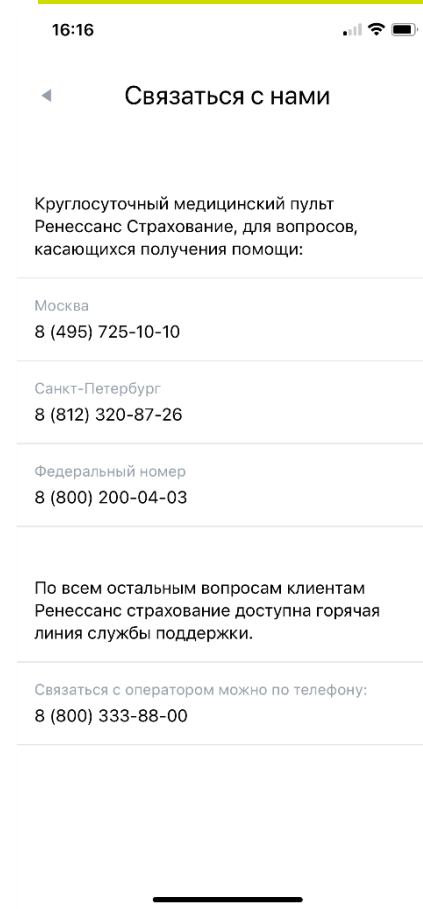 16:16
Связаться с нами
Круглосуточный медицинский пульт
Ренессанс Страхование, для вопросов,
касающихся получения помощи:
Москва
8 (495) 725-10-10
Санкт-Петербург
8 (812) 320-87-26
Федеральный номер
8 (800) 200-04-03
По всем остальным вопросам клиентам
Ренессанс страхование доступна горячая
линия службы поддержки.
Связаться с оператором можно по телефону:
8 (800) 333-88-00